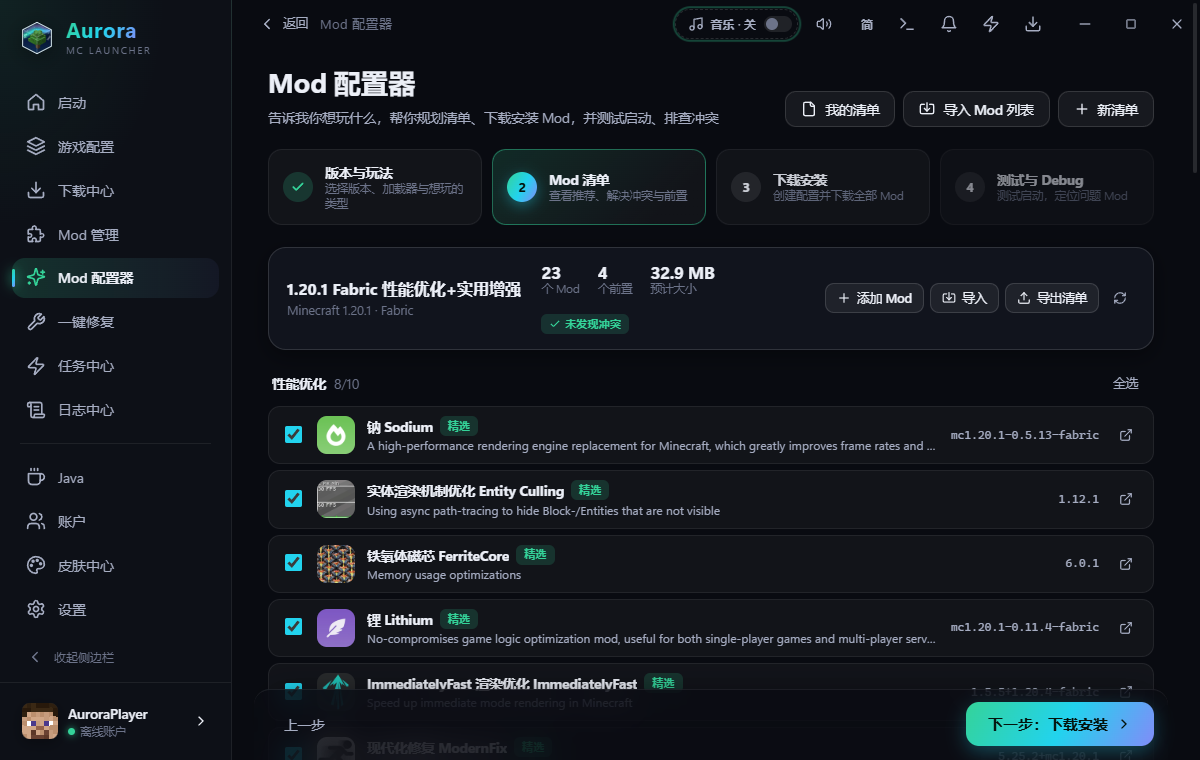 Aurora
MC LAUNCHER
返回 Mod 配置器
音乐 · 关
简
启动
游戏配置
下载中心
Mod 管理
Mod 配置器
一键修复
任务中心
日志中心
Java
账户
皮肤中心
设置
收起侧边栏
AuroraPlayer
离线账户
Mod 配置器
告诉我你想玩什么，帮你规划清单、下载安装 Mod，并测试启动、排查冲突
我的清单
导入 Mod 列表
新清单
版本与玩法
选择版本、加载器与想玩的
类型
2
Mod 清单
查看推荐、解决冲突与前置
3
下载安装
创建配置并下载全部 Mod
4
测试与 Debug
测试启动，定位问题 Mod
1.20.1 Fabric 性能优化+实用增强
Minecraft 1.20.1 · Fabric
23
个 Mod
4
个前置
32.9 MB
预计大小
未发现冲突
添加 Mod
导入
导出清单
性能优化 8/10
全选
钠 Sodium 精选
A high-performance rendering engine replacement for Minecraft, which greatly improves frame rates and ...
mc1.20.1-0.5.13-fabric
实体渲染机制优化 Entity Culling 精选
Using async path-tracing to hide Block-/Entities that are not visible
1.12.1
铁氧体磁芯 FerriteCore 精选
Memory usage optimizations
6.0.1
锂 Lithium 精选
No-compromises game logic optimization mod, useful for both single-player games and multi-player serv...
mc1.20.1-0.11.4-fabric
ImmediatelyFast 渲染优化 ImmediatelyFast 精选
Speed up immediate mode rendering in Minecraft
上一步
下一步：下载安装
现代化修复 ModernFix 精选